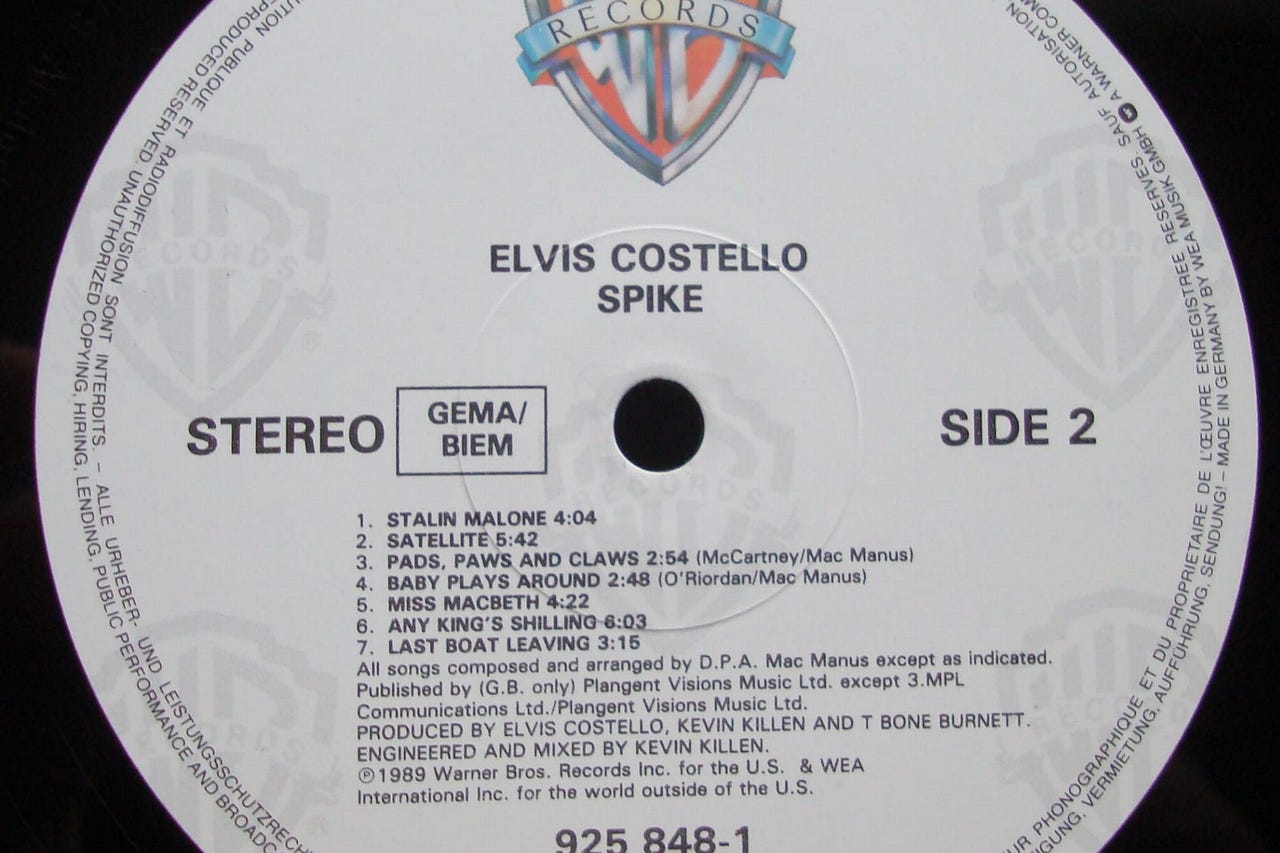 RECORDS
ELVIS COSTELLO
SPIKE
STEREO
GEMA/
BIEM
SIDE 2
1. STALIN MALONE 4:04
2. SATELLITE 5:42
3. PADS, PAWS AND CLAWS 2:54 (McCartney/Mac Manus)
4. BABY PLAYS AROUND 2:48 (O'Riordan/Mac Manus)
5. MISS MACBETH 4:22
6. ANY KING'S SHILLING 6:03
7. LAST BOAT LEAVING 3:15
All songs composed and arranged by D.P.A. Mac Manus except as indicated.
Published by (G.B. only) Plangent Visions Music Ltd. except 3.MPL
Communications Ltd./Plangent Visions Music Ltd.
PRODUCED BY ELVIS COSTELLO, KEVIN KILLEN AND T BONE BURNETT.
ENGINEERED AND MIXED BY KEVIN KILLEN.
℗1989 Warner Bros. Records Inc. for the U.S. & WEA
International Inc. for the world outside of the U.S.
925 848-1
PUBLIQUE ET RADIODIFFUSION SONT INTERDITS. – ALLE URHEBER- UND LEISTUNGSSCHUTZRECH
RESERVED. UNAUTHORIZED COPYING, HIRING, LENDING, PUBLIC PERFORMANCE AND BROADC
PHONOGRAPHIQUE ET DU PROPRIETAIRE DE L'ŒUVRE ENREGISTREE RESERVES. SAUF AUTORISATION
VERMIETUNG, AUFFÜHRUNG, SENDUNG! – MADE IN GERMANY BY WEA MUSIK GMBH A WARNER COM